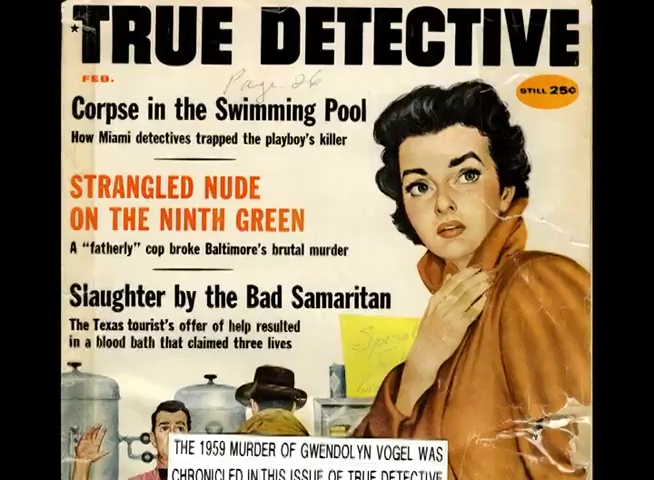 * TRUE DETECTIVE
FEB.
Page 26
STILL 25¢
Corpse in the Swimming Pool
How Miami detectives trapped the playboy's killer
STRANGLED NUDE
ON THE NINTH GREEN
A "fatherly" cop broke Baltimore's brutal murder
Slaughter by the Bad Samaritan
The Texas tourist's offer of help resulted
in a blood bath that claimed three lives
THE 1959 MURDER OF GWENDOLYN VOGEL WAS
CHRONICLED IN THIS ISSUE OF TRUE DETECTIVE